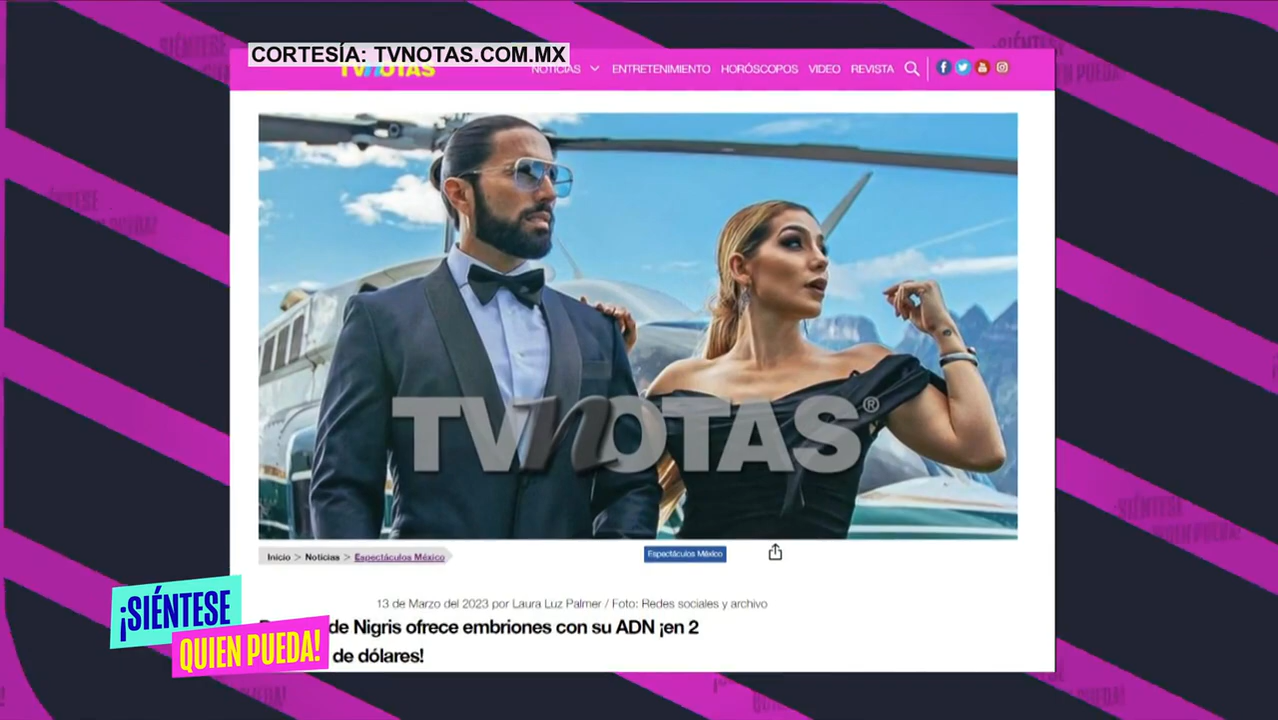 CORTESÍA: TVNOTAS.COM.MX
TVnOTAS
NOTICIAS ENTRETENIMIENTO HORÓSCOPOS VIDEO REVISTA
TVnOTAS®
Inicio > Noticias > Espectáculos México
Espectáculos México
13 de Marzo del 2023 por Laura Luz Palmer / Foto: Redes sociales y archivo
de Nigris ofrece embriones con su ADN ¡en 2
de dólares!
¡SIÉNTESE
QUIEN PUEDA!